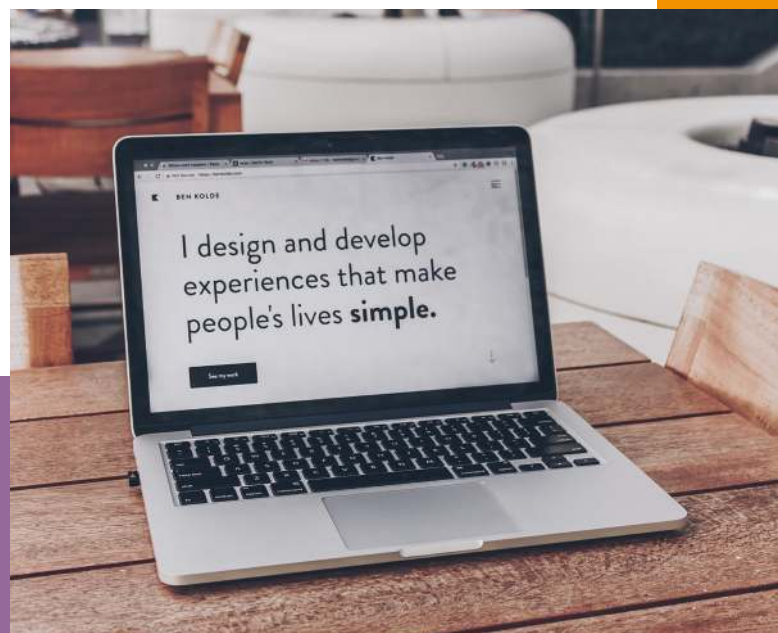 BEN KOLDE
I design and develop
experiences that make
people's lives simple.
See my work